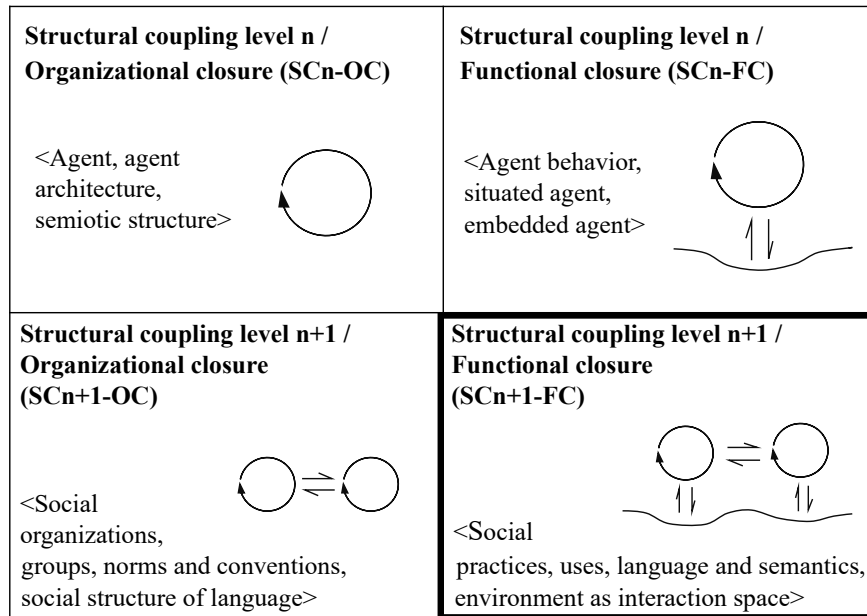 Structural coupling level n /
Organizational closure (SCn-OC)
<Agent, agent
architecture,
semiotic structure>
Structural coupling level n /
Functional closure (SCn-FC)
<Agent behavior,
situated agent,
embedded agent>
Structural coupling level n+1 /
Organizational closure
(SCn+1-OC)
<Social
organizations,
groups, norms and conventions,
social structure of language>
Structural coupling level n+1 /
Functional closure
(SCn+1-FC)
<Social
practices, uses, language and semantics,
environment as interaction space>